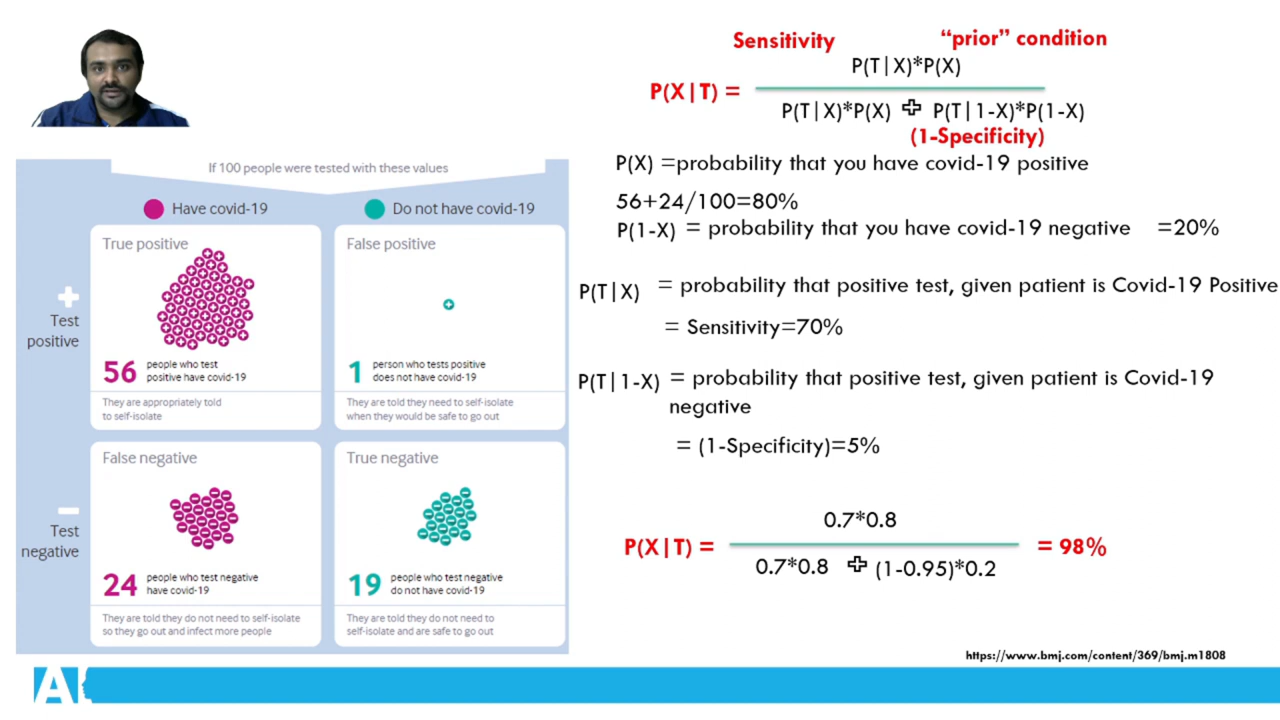 Sensitivity
“prior” condition
P(X|T) =
P(T|X)*P(X)
P(T|X)*P(X) + P(T|1-X)*P(1-X)
(1-Specificity)
P(X) =probability that you have covid-19 positive
56+24/100=80%
P(1-X) = probability that you have covid-19 negative =20%
P(T|X) = probability that positive test, given patient is Covid-19 Positive
= Sensitivity=70%
P(T|1-X) = probability that positive test, given patient is Covid-19
negative
= (1-Specificity)=5%
P(X|T) =
0.7*0.8
0.7*0.8 + (1-0.95)*0.2
= 98%
https://www.bmj.com/content/369/bmj.m1808
If 100 people were tested with these values
Have covid-19
Do not have covid-19
Test
positive
True positive
56
people who test
positive have covid-19
They are appropriately told
to self-isolate
False positive
1
person who tests positive
does not have covid-19
They are told they need to self-isolate
when they would be safe to go out
Test
negative
False negative
24
people who test negative
have covid-19
They are told they do not need to self-isolate
so they go out and infect more people
True negative
19
people who test negative
do not have covid-19
They are told they do not need to
self-isolate and are safe to go out
AI